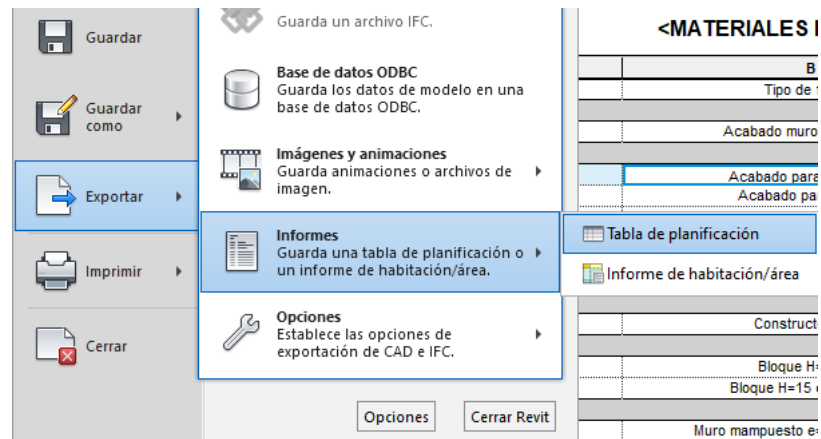 Guardar
Guardar
como
Exportar
Imprimir
Cerrar
Guarda un archivo IFC.
Base de datos ODBC
Guarda los datos de modelo en una
base de datos ODBC.
Imágenes y animaciones
Guarda animaciones o archivos de
imagen.
Informes
Guarda una tabla de planificación o
un informe de habitación/área.
Opciones
Establece las opciones de
exportación de CAD e IFC.
Opciones
Cerrar Revit
Tabla de planificación
Informe de habitación/área
<MATERIALES
B
Tipo de
Acabado muro
Acabado para
Acabado pa
Construct
Bloque H=
Bloque H=15
Muro mampuesto e=